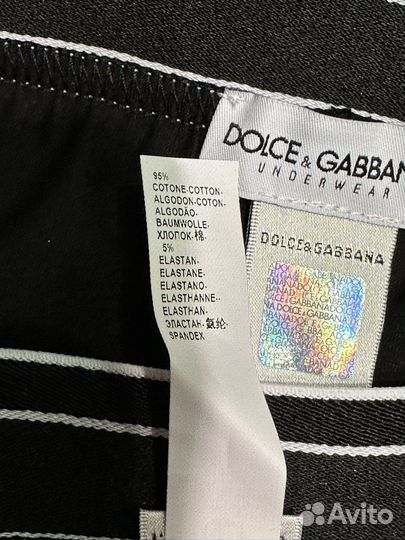 DOLCE & GABBANA
UNDERWEAR
95%
COTONE-COTTON-
ALGODON-COTON-
ALGODÃO-
BAUMWOLLE-
ХЛОПОК-棉-
5%
ELASTAN-
ELASTANE-
ELASTANO-
ELASTHANNE-
ELASTHAN-
ЭЛАСТАН-氨纶-
SPANDEX
DOLCE&GABBANA
Avito